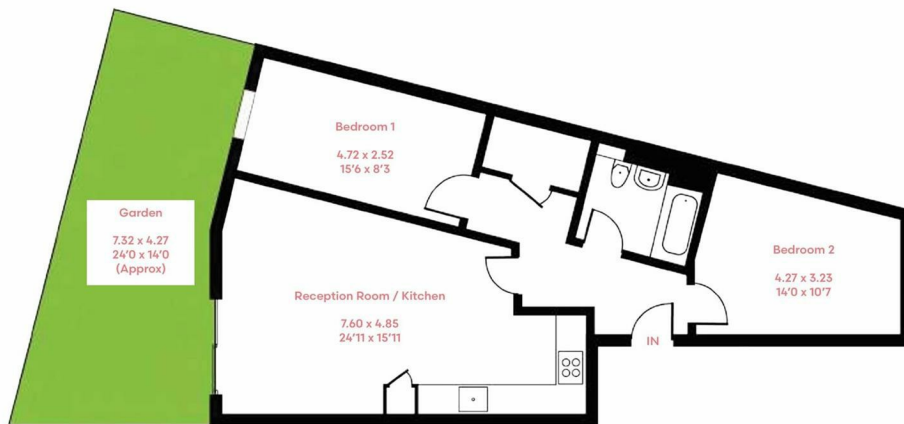 Bedroom 1
4.72 x 2.52
15'6 x 8'3
Garden
7.32 x 4.27
24'0 x 14'0
(Approx)
Reception Room / Kitchen
7.60 x 4.85
24'11 x 15'11
Bedroom 2
4.27 x 3.23
14'0 x 10'7
IN